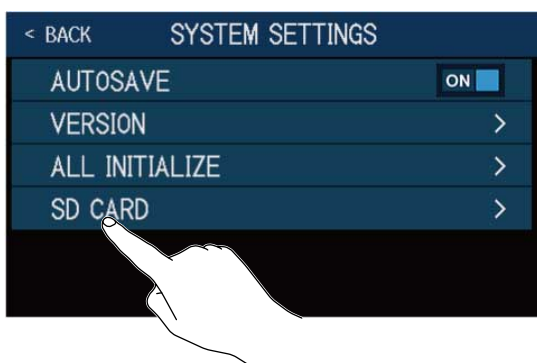 < BACK SYSTEM SETTINGS
AUTOSAVE ON
VERSION >
ALL INITIALIZE >
SD CARD >